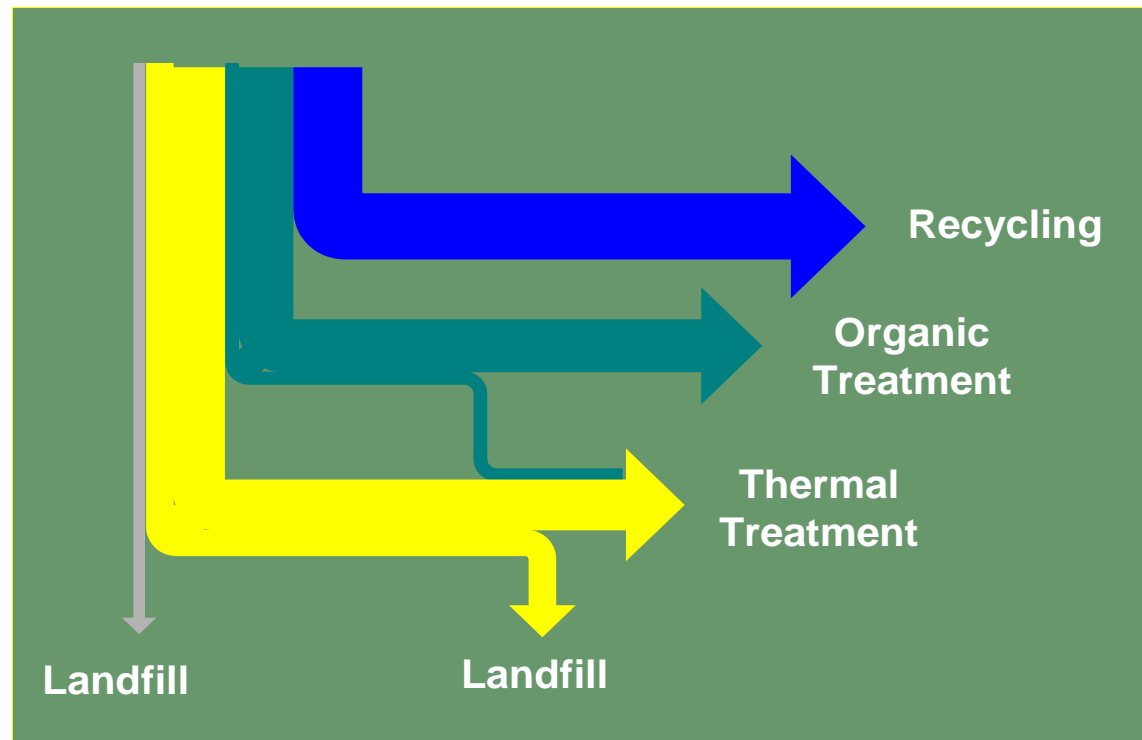 Recycling
Organic
Treatment
Thermal
Treatment
Landfill
Landfill